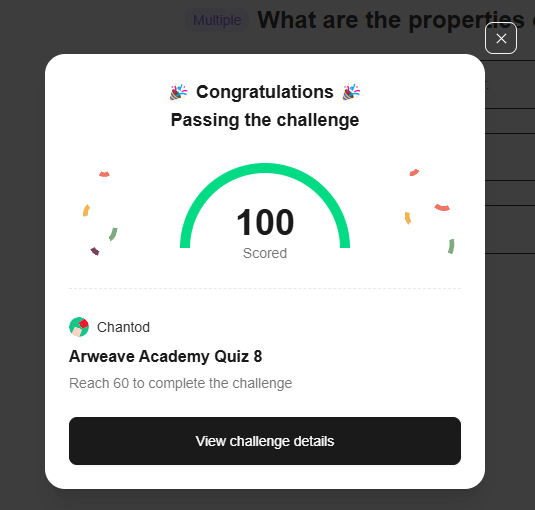 Multiple What are the properties
Congratulations
Passing the challenge
100
Scored
Chantod
Arweave Academy Quiz 8
Reach 60 to complete the challenge
View challenge details